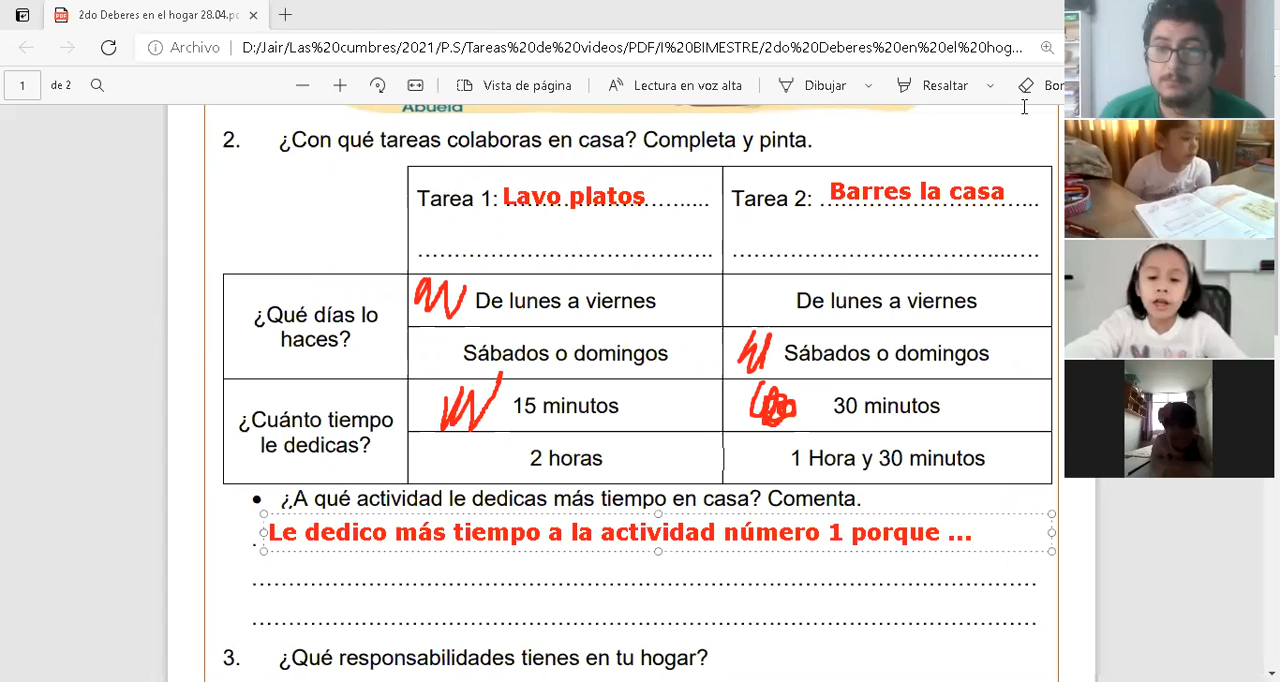 2do Deberes en el hogar 28.04.p
Archivo
D:/Jair/Las%20cumbres/2021/P.S/Tareas%20de%20videos/PDF/I%20BIMESTRE/2do%20Deberes%20en%20el%20hog...
1 de 2
Vista de página
Lectura en voz alta
Dibujar
Resaltar
Bor
Abuela
2. ¿Con qué tareas colaboras en casa? Completa y pinta.
Tarea 1: Lavo platos
Tarea 2: Barres la casa
¿Qué días lo haces?
De lunes a viernes
De lunes a viernes
Sábados o domingos
Sábados o domingos
¿Cuánto tiempo le dedicas?
15 minutos
30 minutos
2 horas
1 Hora y 30 minutos
• ¿A qué actividad le dedicas más tiempo en casa? Comenta.
Le dedico más tiempo a la actividad número 1 porque ...
3. ¿Qué responsabilidades tienes en tu hogar?